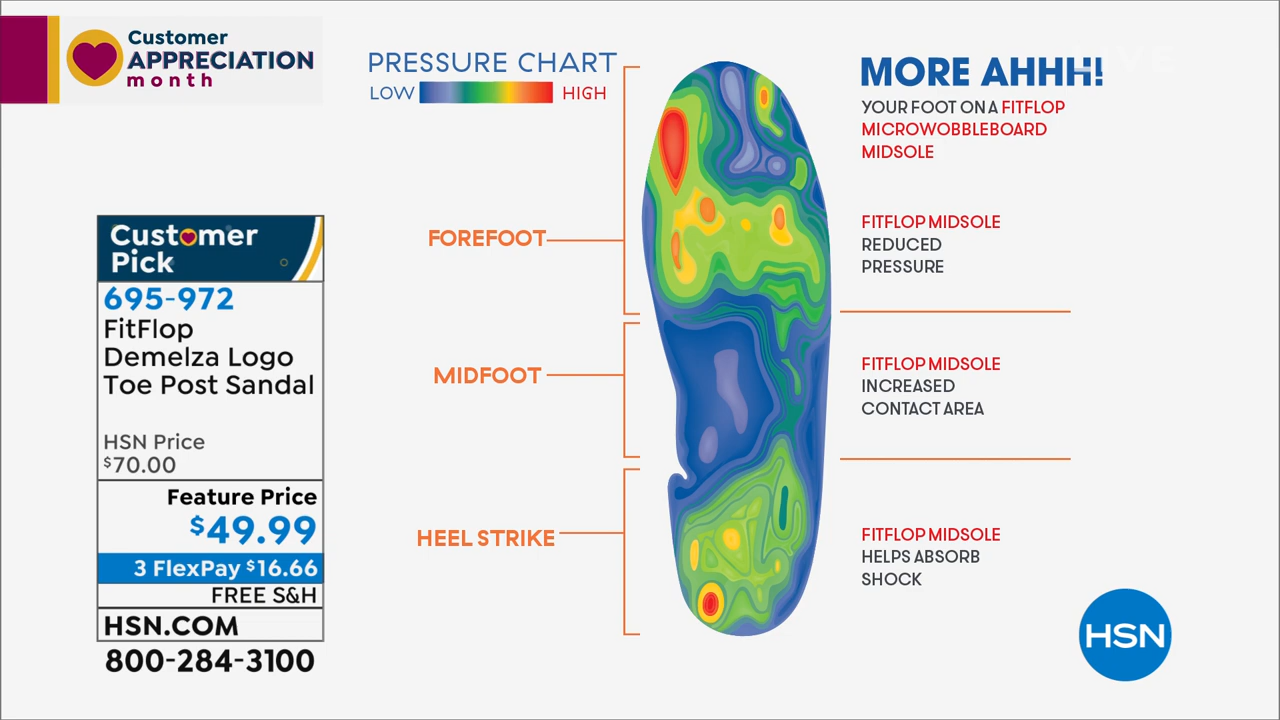 Customer
APPRECIATION
month
PRESSURE CHART
LOW
HIGH
LIVE
MORE AHHH!
YOUR FOOT ON A FITFLOP
MICROWOBBLEBOARD
MIDSOLE
Customer
Pick
695-972
FitFlop
Demelza Logo
Toe Post Sandal
HSN Price
$70.00
Feature Price
$49.99
3 FlexPay $16.66
FREE S&H
HSN.COM
800-284-3100
FOREFOOT
FITFLOP MIDSOLE
REDUCED
PRESSURE
MIDFOOT
FITFLOP MIDSOLE
INCREASED
CONTACT AREA
HEEL STRIKE
FITFLOP MIDSOLE
HELPS ABSORB
SHOCK
HSN